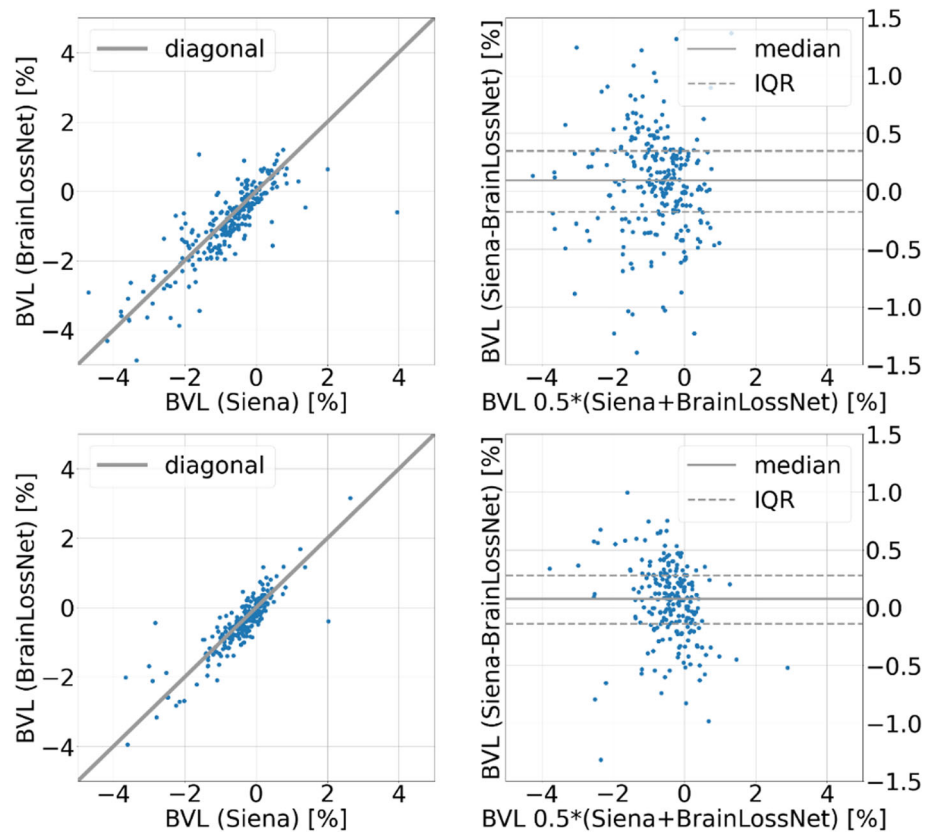 4
2
0
−2
−4
BVL (BrainLossNet) [%]
diagonal
−4 −2 0 2 4
BVL (Siena) [%]
1.5
1.0
0.5
0.0
−0.5
−1.0
−1.5
BVL (Siena-BrainLossNet) [%]
median
IQR
−4 −2 0 2 4
BVL 0.5*(Siena+BrainLossNet) [%]
4
2
0
−2
−4
BVL (BrainLossNet) [%]
diagonal
−4 −2 0 2 4
BVL (Siena) [%]
1.5
1.0
0.5
0.0
−0.5
−1.0
−1.5
BVL (Siena-BrainLossNet) [%]
median
IQR
−4 −2 0 2 4
BVL 0.5*(Siena+BrainLossNet) [%]